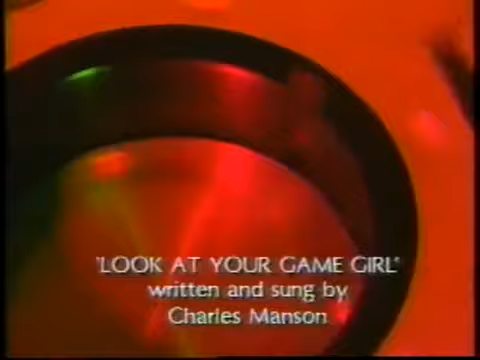 'LOOK AT YOUR GAME GIRL'
written and sung by
Charles Manson